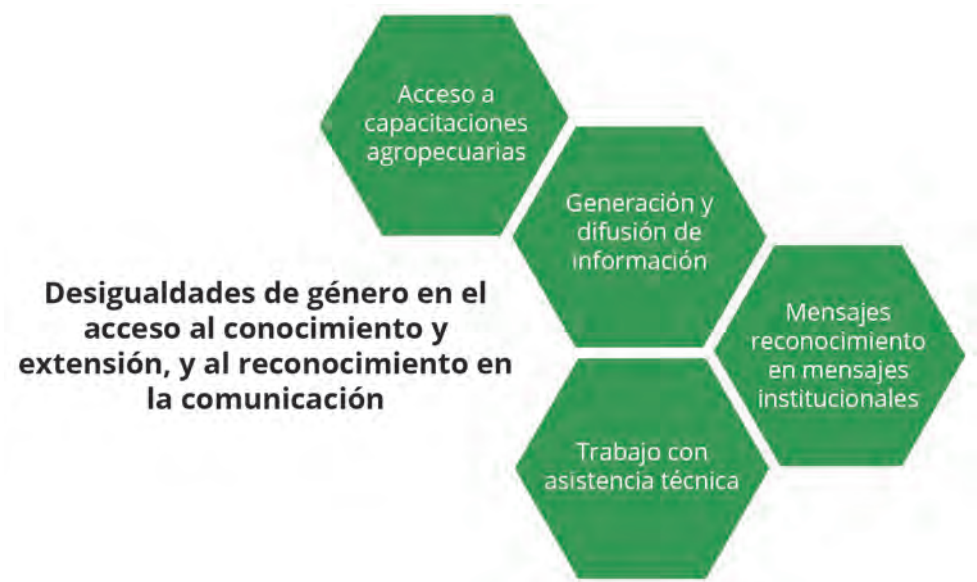 Acceso a
capacitaciones
agropecuarias
Generación y
difusión de
información
Desigualdades de género en el
acceso al conocimiento y
extensión, y al reconocimiento en
la comunicación
Mensajes
reconocimiento
en mensajes
institucionales
Trabajo con
asistencia técnica